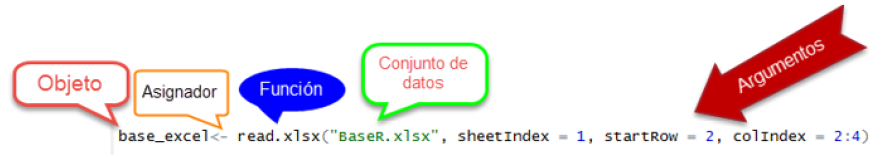 Objeto
Asignador
Función
Conjunto de
datos
Argumentos
base_excel<- read.xlsx("BaseR.xlsx", sheetIndex = 1, startRow = 2, colIndex = 2:4)